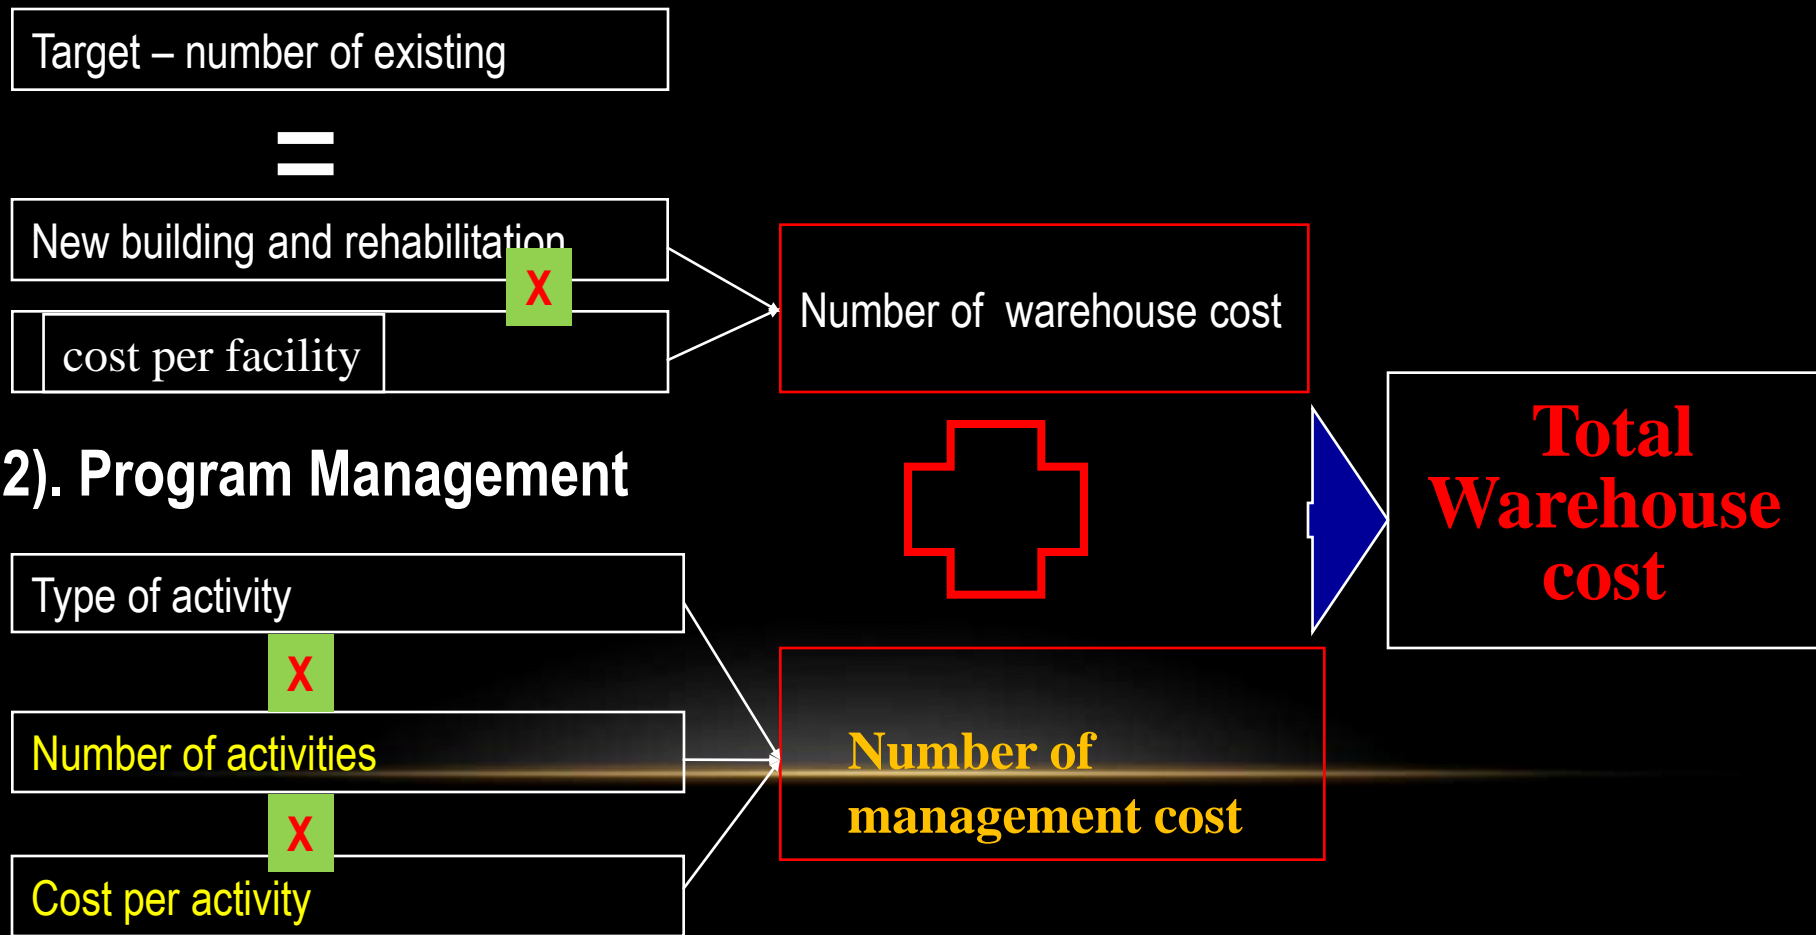 Target – number of existing
=
New building and rehabilitation
X
cost per facility
Number of warehouse cost
2). Program Management
Type of activity
X
Number of activities
X
Cost per activity
Number of
management cost
Total
Warehouse
cost